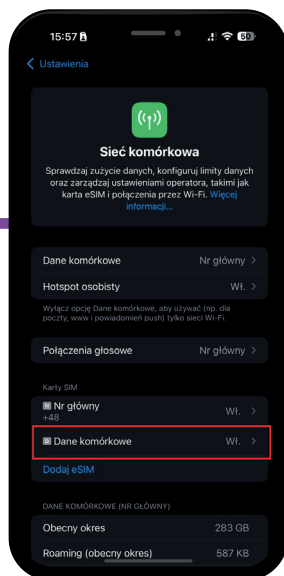 15:57
50
Ustawienia
Sieć komórkowa
Sprawdzaj zużycie danych, konfiguruj limity danych
oraz zarządzaj ustawieniami operatora, takimi jak
karta eSIM i połączenia przez Wi-Fi. Więcej
informacji...
Dane komórkowe Nr główny
Hotspot osobisty Wł.
Wyłącz opcję Dane komórkowe, aby używać (np. dla
poczty, www i powiadomień push) tylko sieci Wi-Fi.
Połączenia głosowe Nr główny
Karty SIM
N Nr główny Wł.
+48
D Dane komórkowe Wł.
Dodaj eSIM
DANE KOMÓRKOWE (NR GŁÓWNY)
Obecny okres 283 GB
Roaming (obecny okres) 587 KB